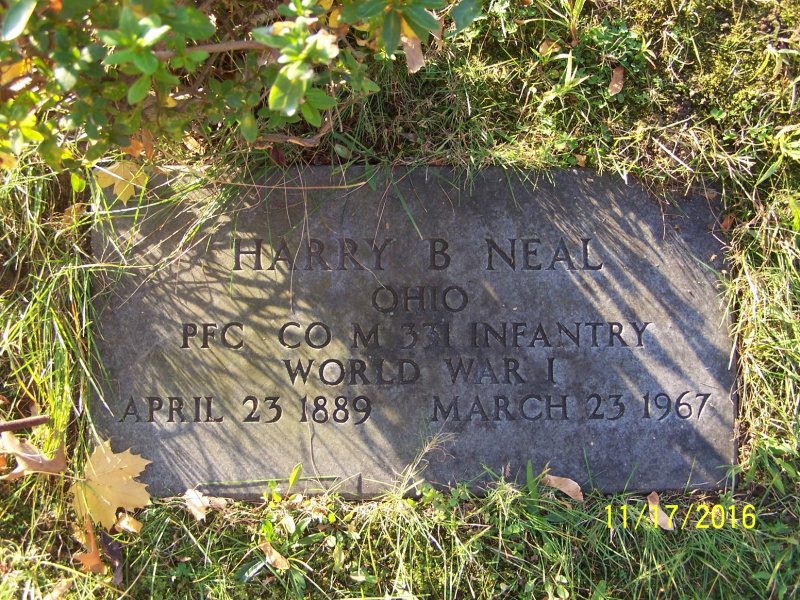 HARRY B NEAL
OHIO
PFC CO M 331 INFANTRY
WORLD WAR I
APRIL 23 1889 MARCH 23 1967
11/17/2016